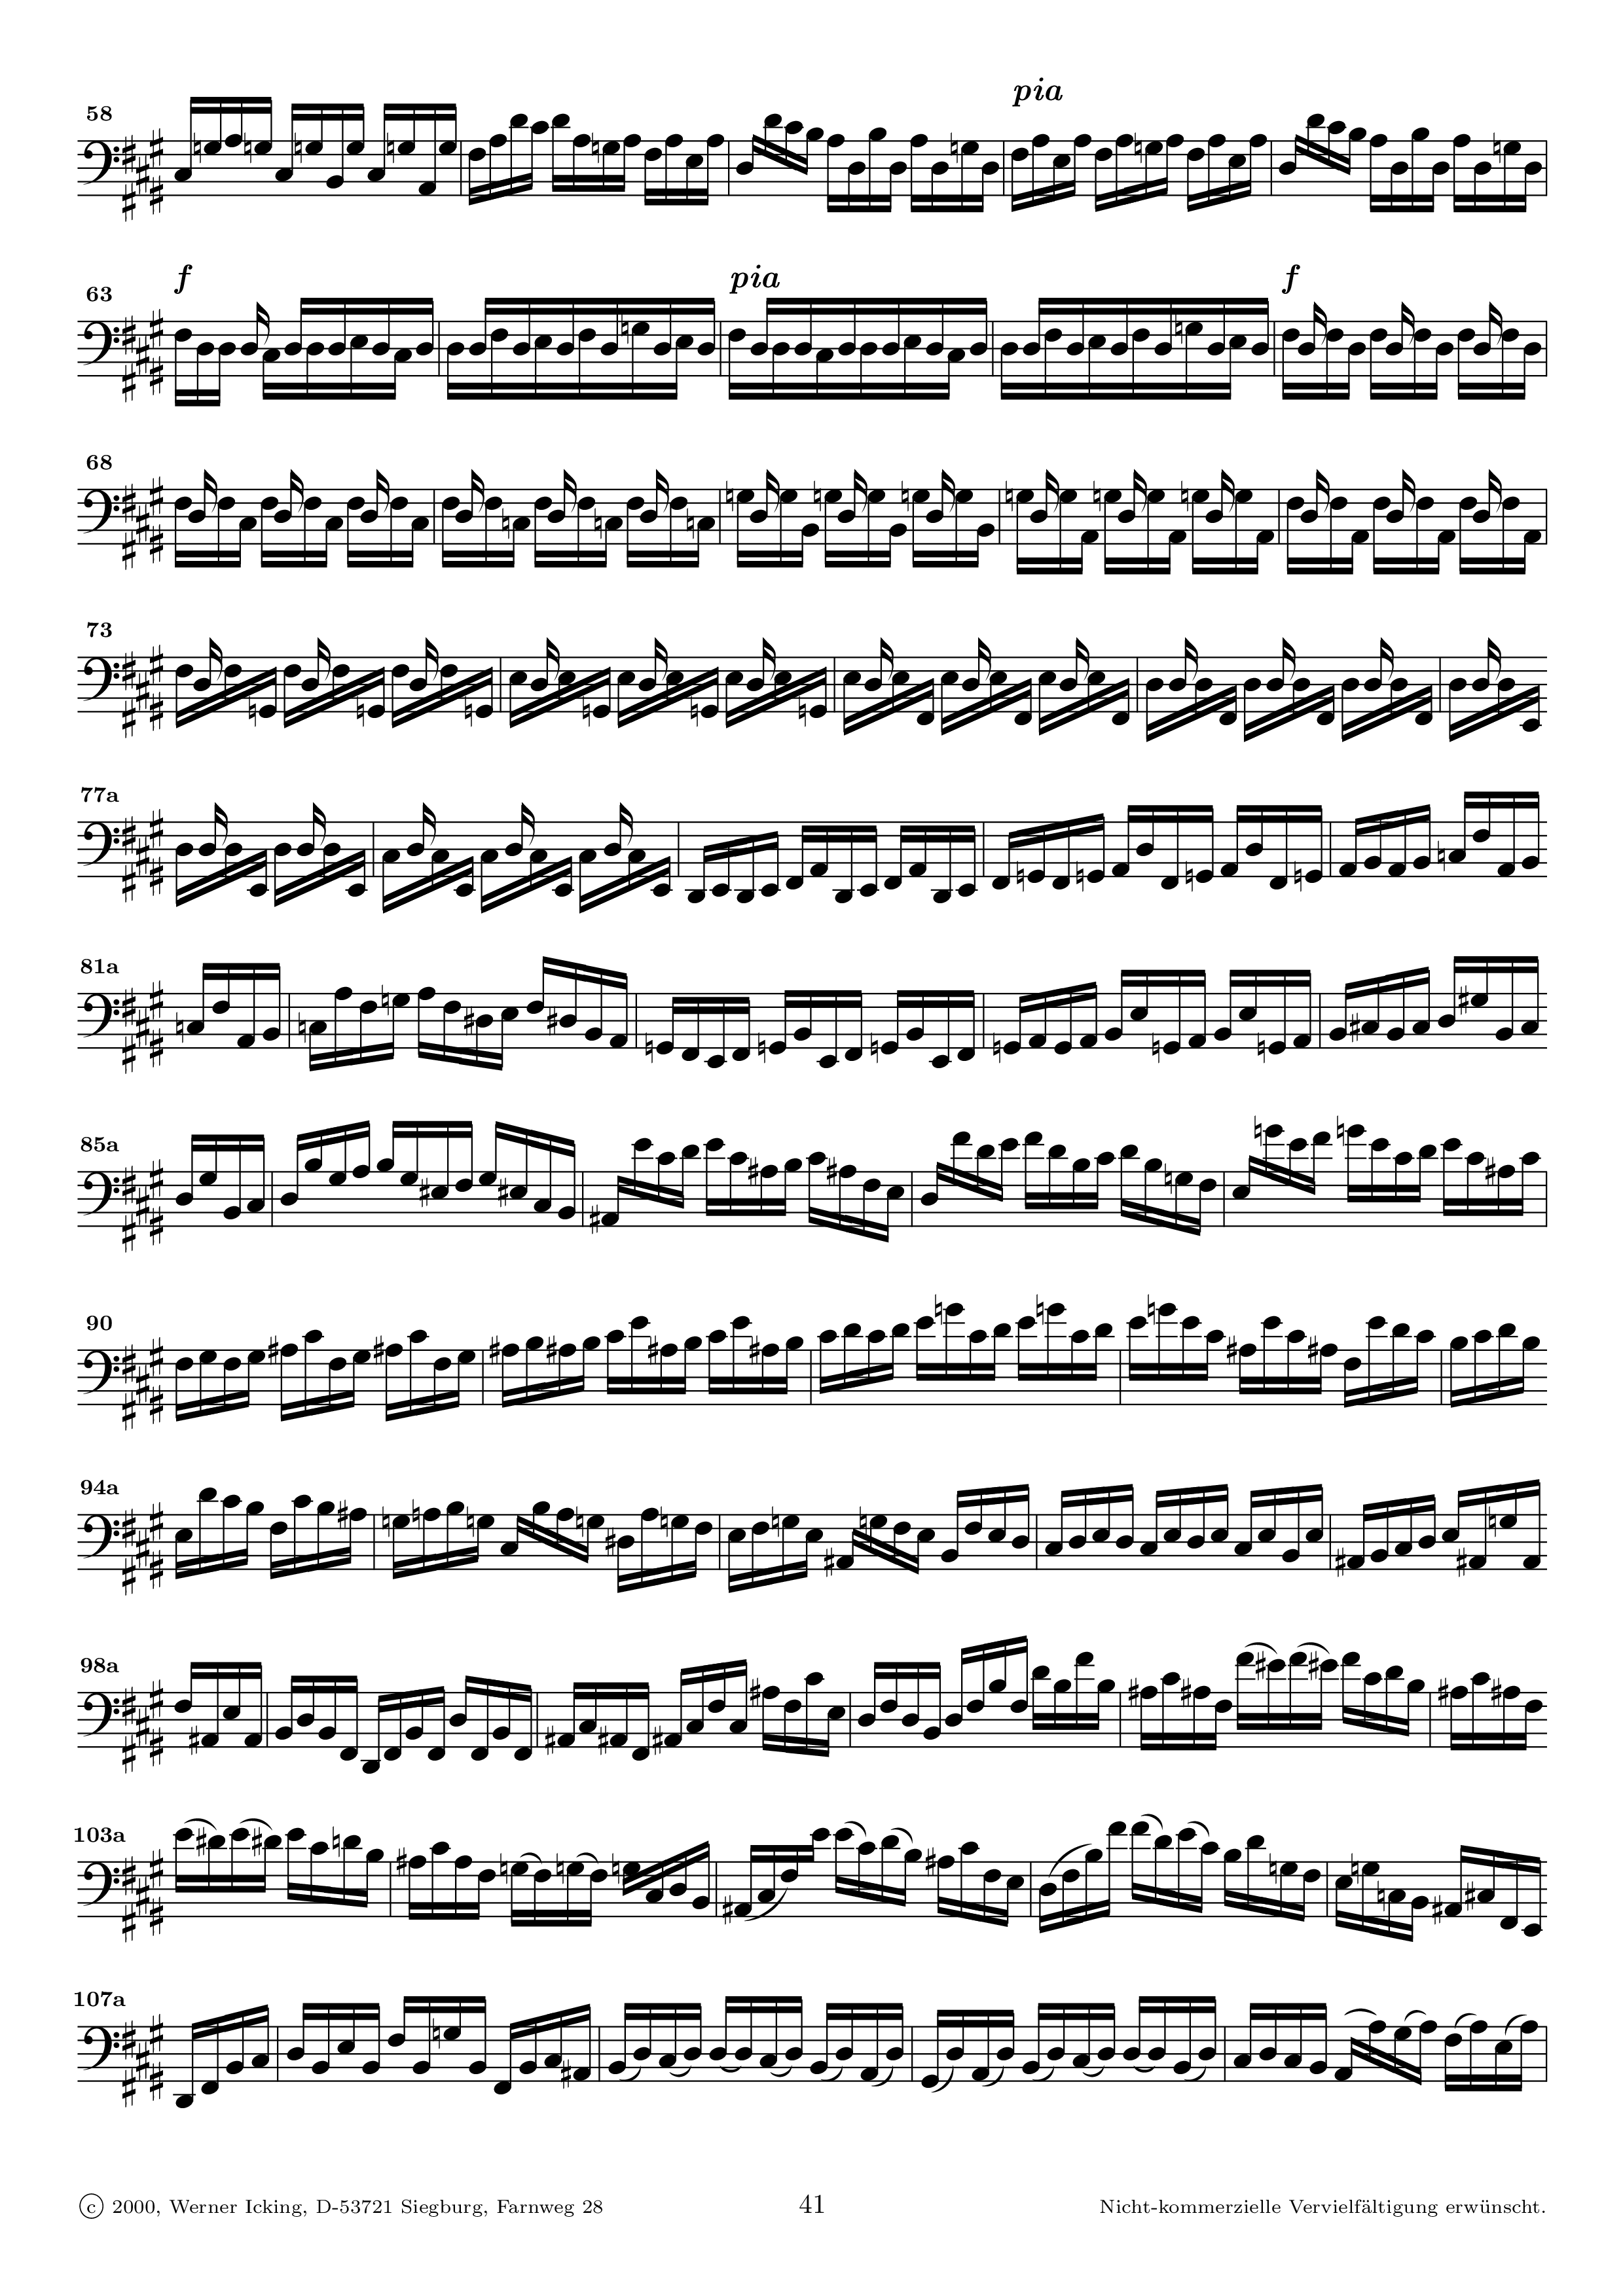 58
pia
63
f
pia
f
68
73
77a
81a
85a
90
94a
98a
103a
107a
c 2000, Werner Icking, D-53721 Siegburg, Farnweg 28
41
Nicht-kommerzielle Vervielfältigung erwünscht.